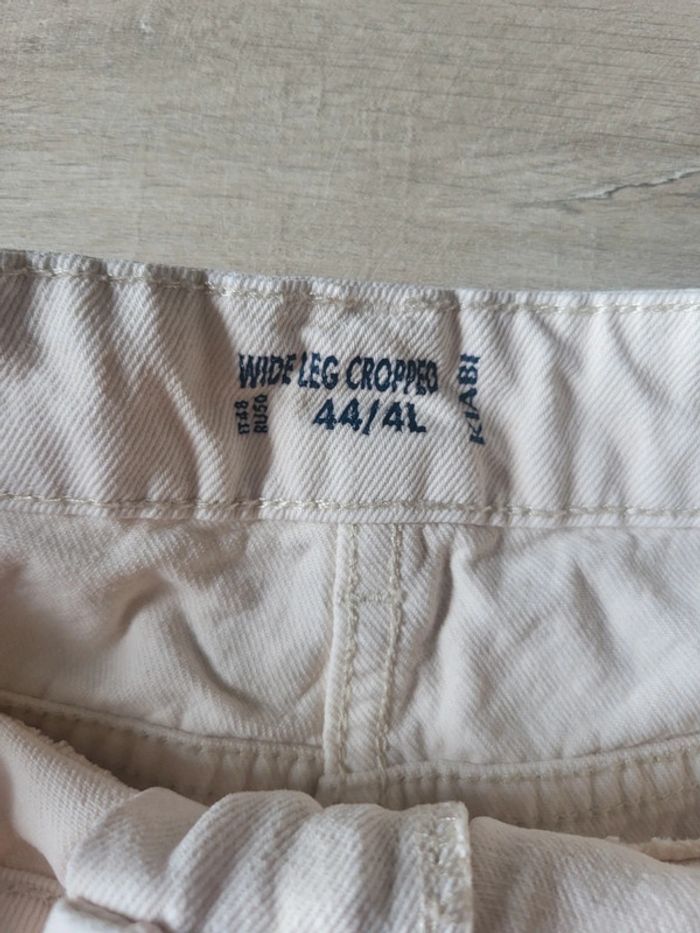 WIDE LEG CROPPED
44/4L
IT48
RU50
KIABI